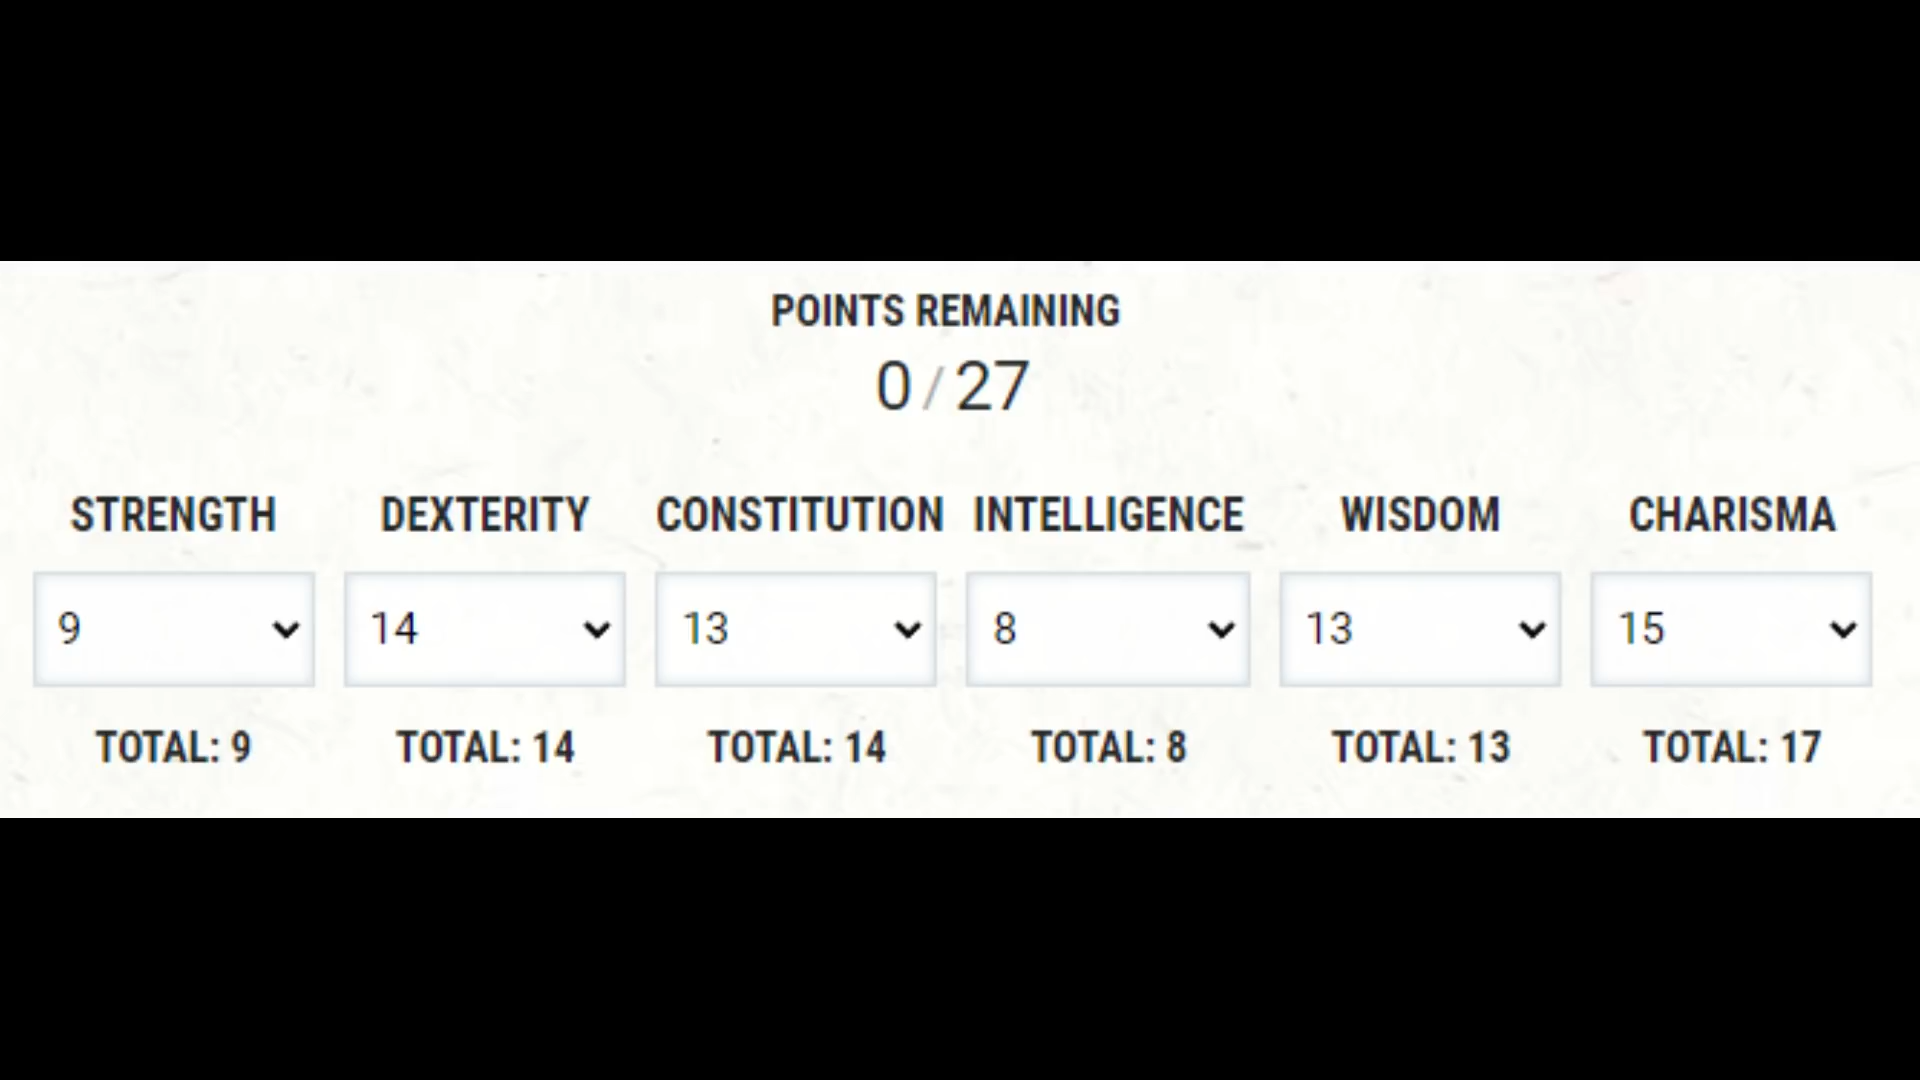 POINTS REMAINING
0 / 27
STRENGTH DEXTERITY CONSTITUTION INTELLIGENCE WISDOM CHARISMA
9 14 13 8 13 15
TOTAL: 9 TOTAL: 14 TOTAL: 14 TOTAL: 8 TOTAL: 13 TOTAL: 17